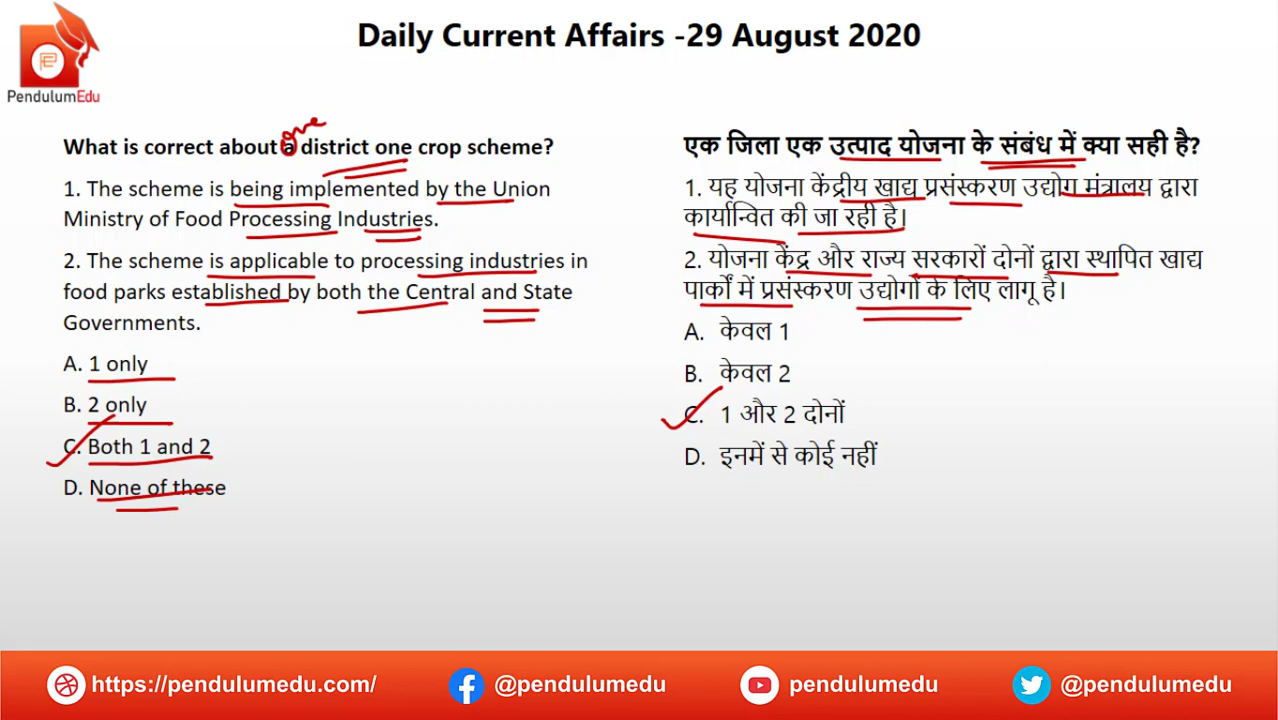 Daily Current Affairs -29 August 2020
PendulumEdu
one
What is correct about a district one crop scheme?
1. The scheme is being implemented by the Union
Ministry of Food Processing Industries.
2. The scheme is applicable to processing industries in
food parks established by both the Central and State
Governments.
A. 1 only
B. 2 only
C. Both 1 and 2
D. None of these
एक जिला एक उत्पाद योजना के संबंध में क्या सही है?
1. यह योजना केंद्रीय खाद्य प्रसंस्करण उद्योग मंत्रालय द्वारा
कार्यान्वित की जा रही है।
2. योजना केंद्र और राज्य सरकारों दोनों द्वारा स्थापित खाद्य
पार्कों में प्रसंस्करण उद्योगों के लिए लागू है।
A. केवल 1
B. केवल 2
C. 1 और 2 दोनों
D. इनमें से कोई नहीं
https://pendulumedu.com/
@pendulumedu
pendulumedu
@pendulumedu